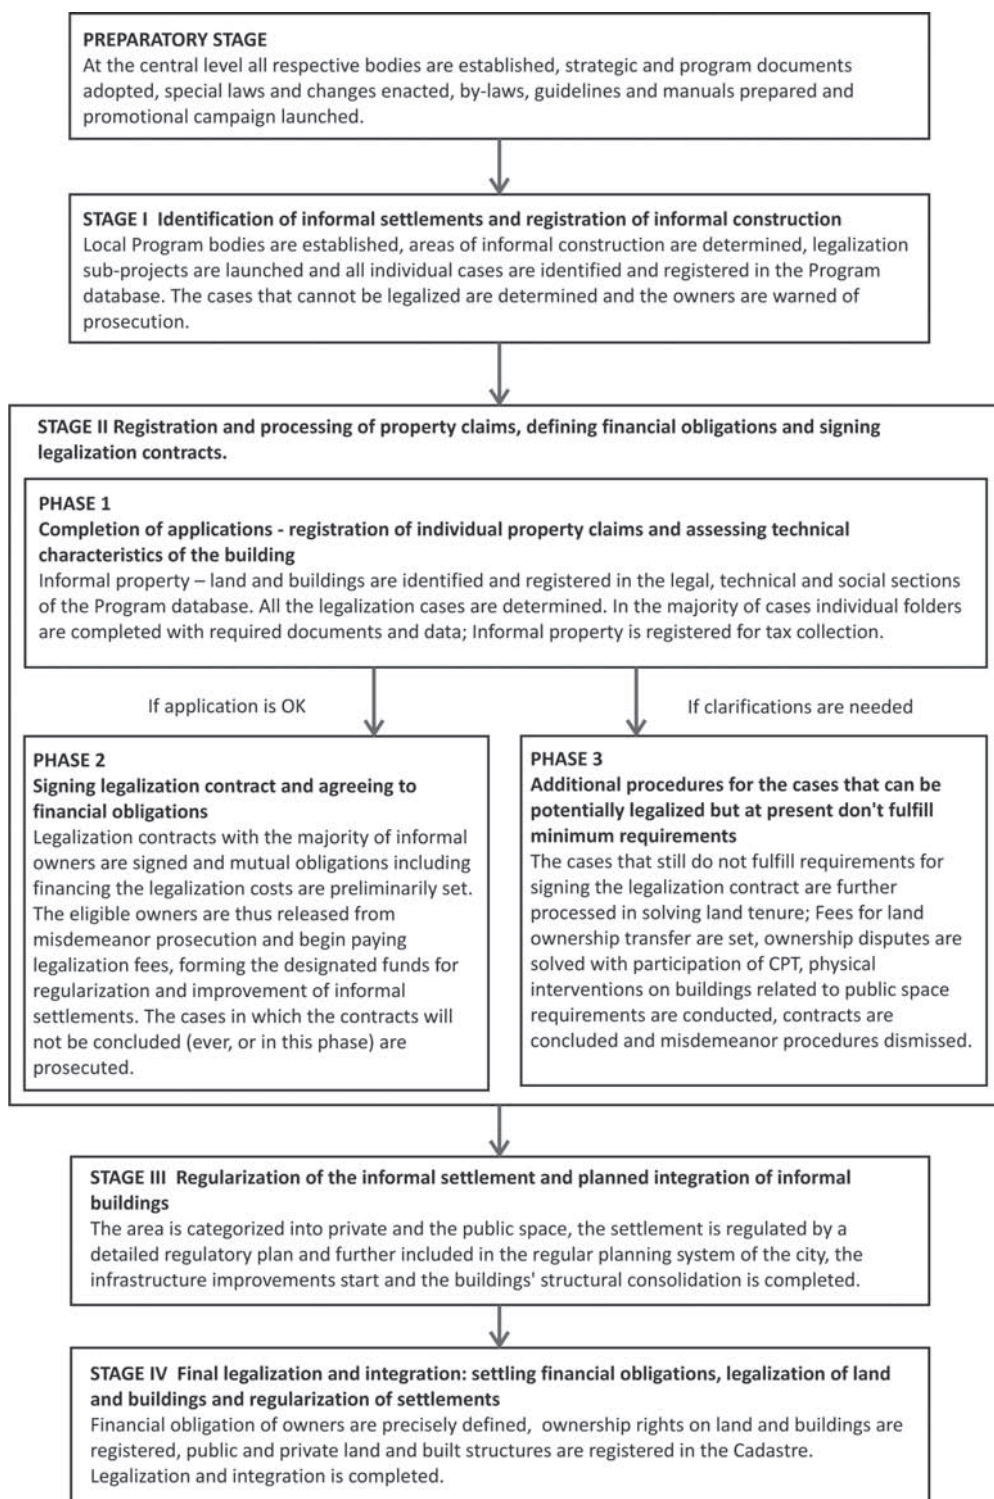 PREPARATORY STAGE
At the central level all respective bodies are established, strategic and program documents
adopted, special laws and changes enacted, by-laws, guidelines and manuals prepared and
promotional campaign launched.
STAGE I  Identification of informal settlements and registration of informal construction
Local Program bodies are established, areas of informal construction are determined, legalization
sub-projects are launched and all individual cases are identified and registered in the Program
database. The cases that cannot be legalized are determined and the owners are warned of
prosecution.
STAGE II Registration and processing of property claims, defining financial obligations and signing
legalization contracts.
PHASE 1
Completion of applications - registration of individual property claims and assessing technical
characteristics of the building
Informal property – land and buildings are identified and registered in the legal, technical and social sections
of the Program database. All the legalization cases are determined. In the majority of cases individual folders
are completed with required documents and data; Informal property is registered for tax collection.
If application is OK
If clarifications are needed
PHASE 2
Signing legalization contract and agreeing to
financial obligations
Legalization contracts with the majority of informal
owners are signed and mutual obligations including
financing the legalization costs are preliminarily set.
The eligible owners are thus released from
misdemeanor prosecution and begin paying
legalization fees, forming the designated funds for
regularization and improvement of informal
settlements. The cases in which the contracts will
not be concluded (ever, or in this phase) are
prosecuted.
PHASE 3
Additional procedures for the cases that can be
potentially legalized but at present don't fulfill
minimum requirements
The cases that still do not fulfill requirements for
signing the legalization contract are further
processed in solving land tenure; Fees for land
ownership transfer are set, ownership disputes are
solved with participation of CPT, physical
interventions on buildings related to public space
requirements are conducted, contracts are
concluded and misdemeanor procedures dismissed.
STAGE III  Regularization of the informal settlement and planned integration of informal
buildings
The area is categorized into private and the public space, the settlement is regulated by a
detailed regulatory plan and further included in the regular planning system of the city, the
infrastructure improvements start and the buildings' structural consolidation is completed.
STAGE IV  Final legalization and integration: settling financial obligations, legalization of land
and buildings and regularization of settlements
Financial obligation of owners are precisely defined,  ownership rights on land and buildings are
registered, public and private land and built structures are registered in the Cadastre.
Legalization and integration is completed.